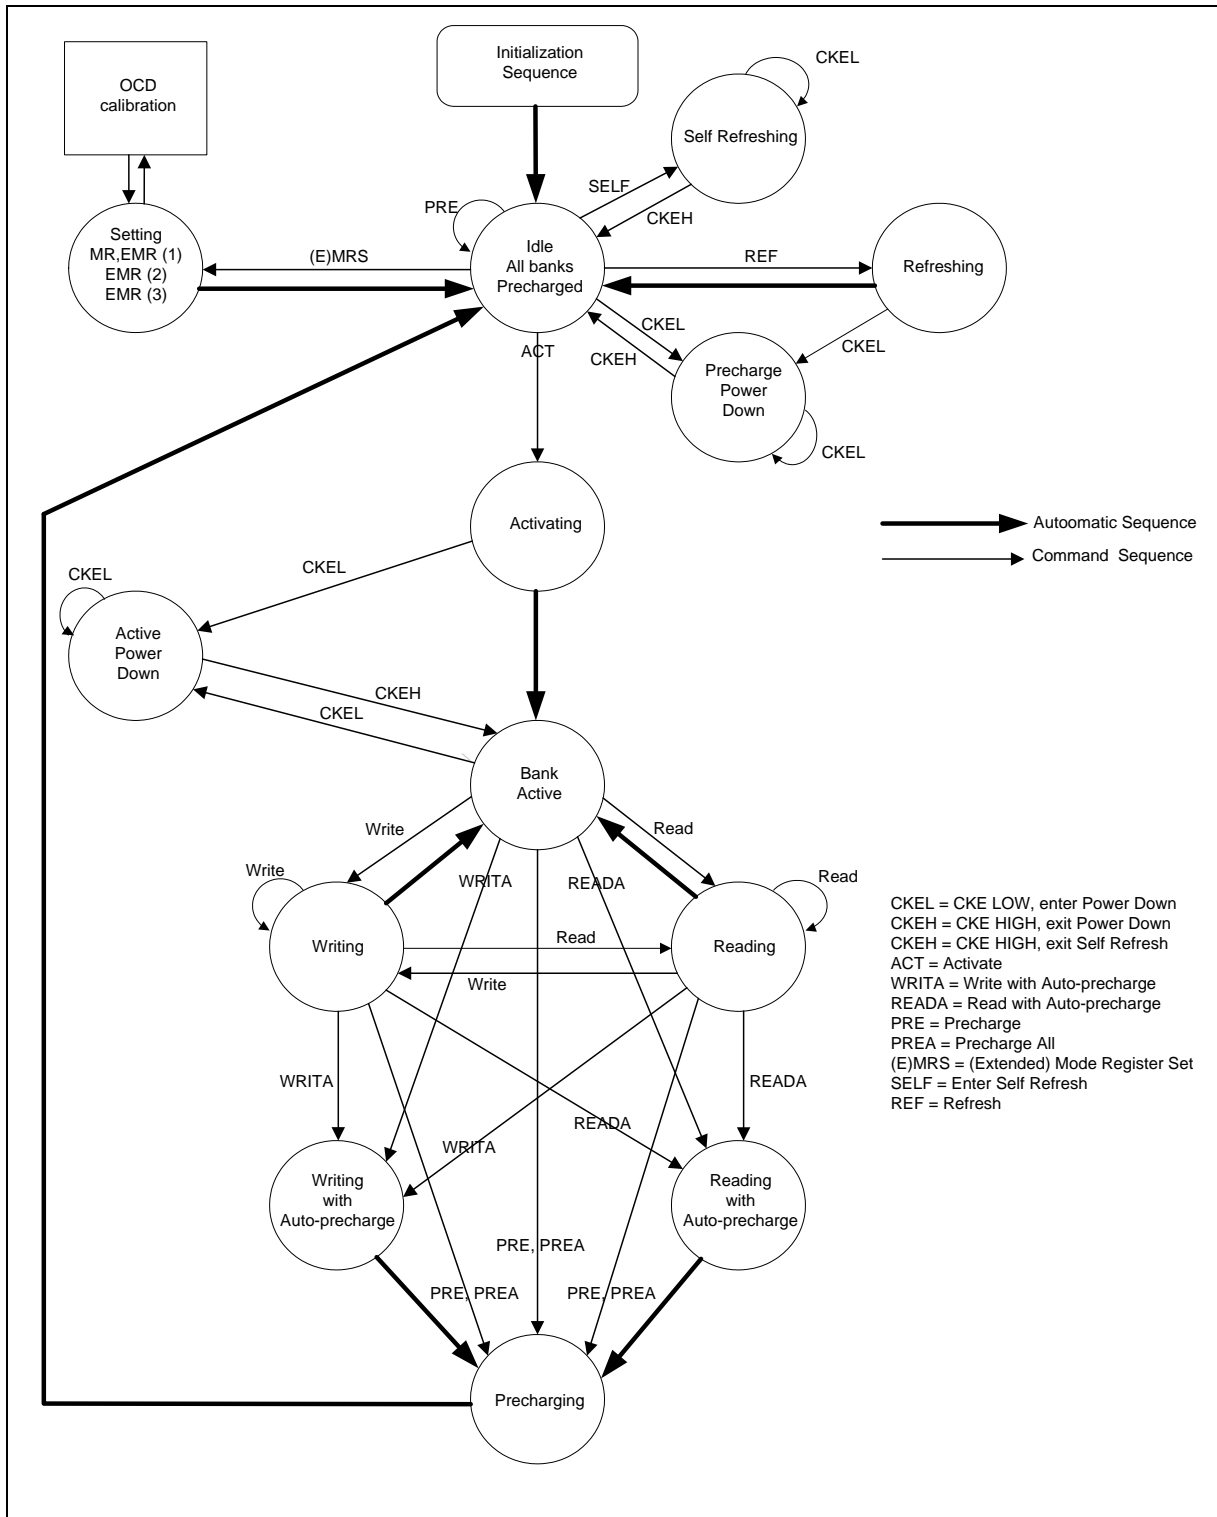 Initialization
Sequence
OCD
calibration
CKEL
Self Refreshing
SELF
CKEH
PRE
Setting
MR,EMR (1)
EMR (2)
EMR (3)
(E)MRS
Idle
All banks
Precharged
REF
Refreshing
CKEL
CKEH
CKEL
ACT
Precharge
Power
Down
CKEL
Activating
Autoomatic Sequence
Command Sequence
CKEL
CKEL
Active
Power
Down
CKEH
CKEL
Bank
Active
Write
Read
Write
WRITA
READA
Read
Writing
Read
Reading
Write
CKEL = CKE LOW, enter Power Down
CKEH = CKE HIGH, exit Power Down
CKEH = CKE HIGH, exit Self Refresh
ACT = Activate
WRITA = Write with Auto-precharge
READA = Read with Auto-precharge
PRE = Precharge
PREA = Precharge All
(E)MRS = (Extended) Mode Register Set
SELF = Enter Self Refresh
REF = Refresh
WRITA
READA
READA
WRITA
Writing
with
Auto-precharge
Reading
with
Auto-precharge
PRE, PREA
PRE, PREA
PRE, PREA
Precharging